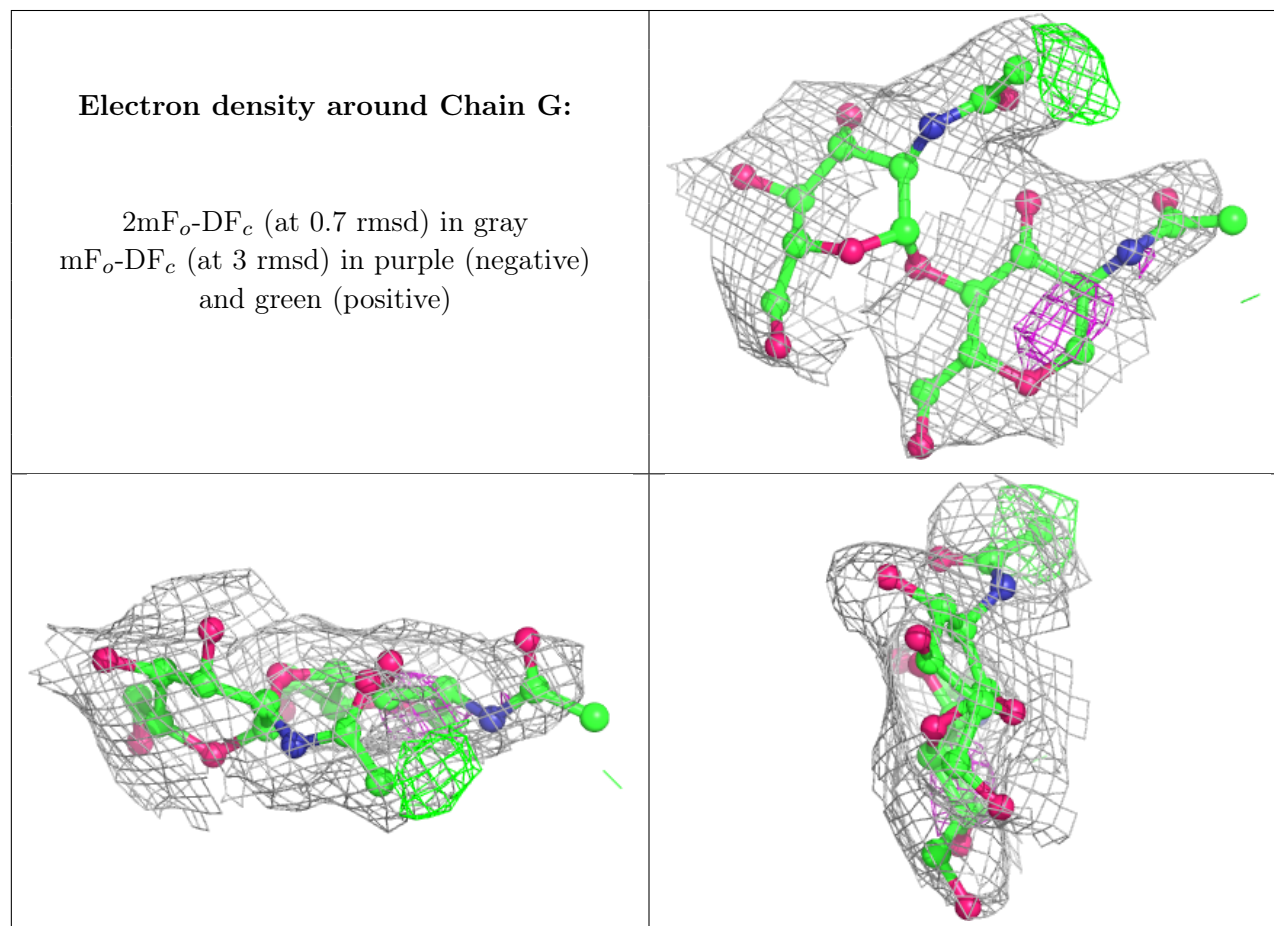 Electron density around Chain G:
2mFo-DFc (at 0.7 rmsd) in gray
mFo-DFc (at 3 rmsd) in purple (negative)
and green (positive)